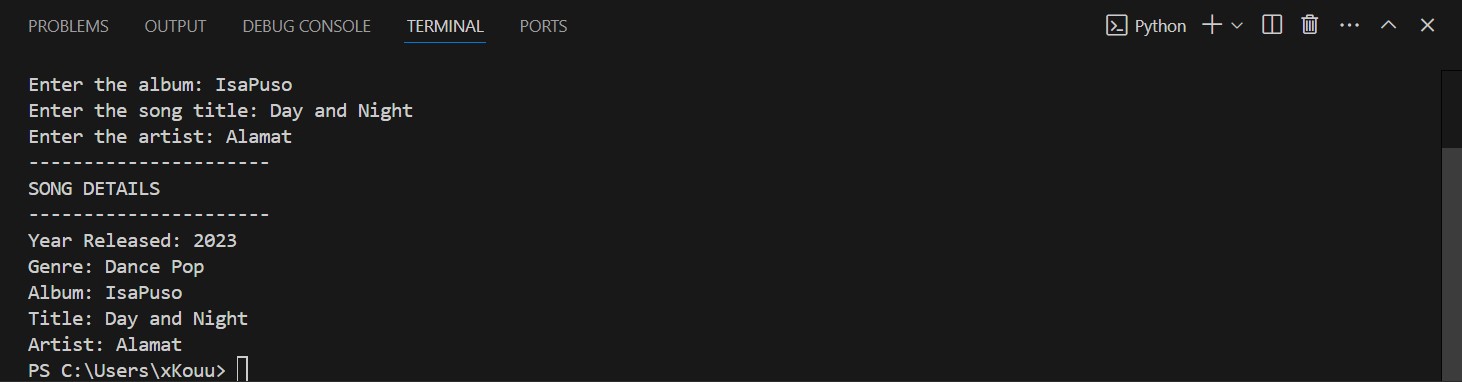 PROBLEMS OUTPUT DEBUG CONSOLE TERMINAL PORTS Python
Enter the album: IsaPuso
Enter the song title: Day and Night
Enter the artist: Alamat
----------------------
SONG DETAILS
----------------------
Year Released: 2023
Genre: Dance Pop
Album: IsaPuso
Title: Day and Night
Artist: Alamat
PS C:\Users\xKouu>